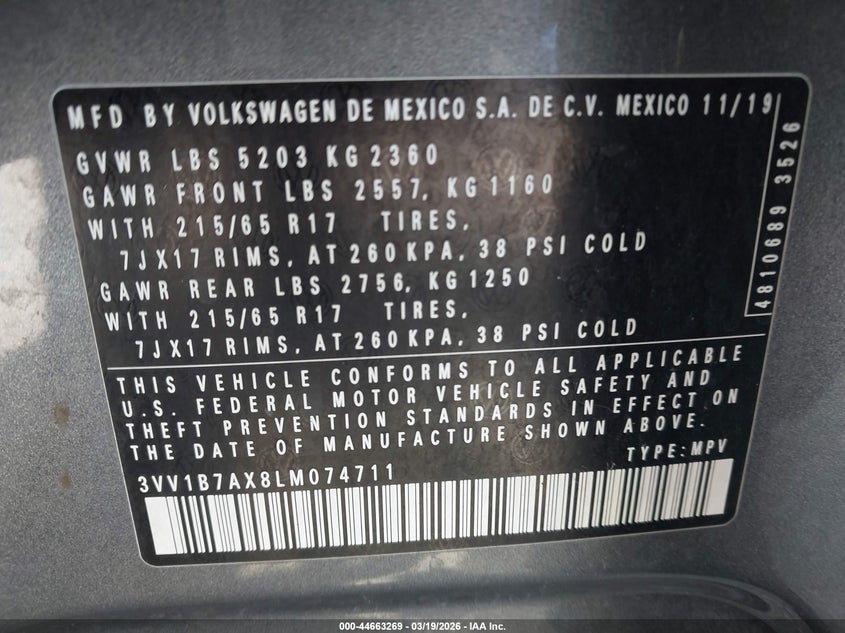 MFD BY VOLKSWAGEN DE MEXICO S.A. DE C.V. MEXICO 11/19
GVWR LBS 5203 KG 2360
GAWR FRONT LBS 2557, KG 1160
WITH 215/65 R17 TIRES,
7JX17 RIMS, AT 260 KPA, 38 PSI COLD
GAWR REAR LBS 2756, KG 1250
WITH 215/65 R17 TIRES,
7JX17 RIMS, AT 260 KPA, 38 PSI COLD
4810689 3526
THIS VEHICLE CONFORMS TO ALL APPLICABLE
U.S. FEDERAL MOTOR VEHICLE SAFETY AND
THEFT PREVENTION STANDARDS IN EFFECT ON
THE DATE OF MANUFACTURE SHOWN ABOVE.
TYPE: MPV
3VV1B7AX8LM074711
000-44663269 - 03/19/2026 - IAA Inc.